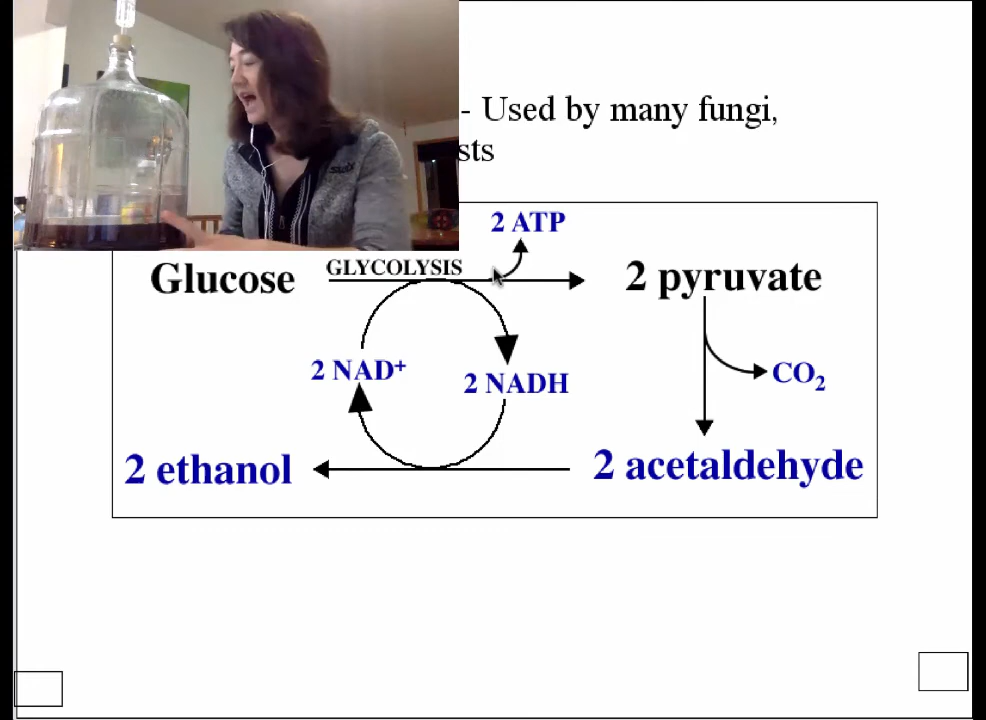 - Used by many fungi,
sts
2 ATP
GLYCOLYSIS
Glucose
2 pyruvate
2 NAD+
2 NADH
CO₂
2 ethanol
2 acetaldehyde